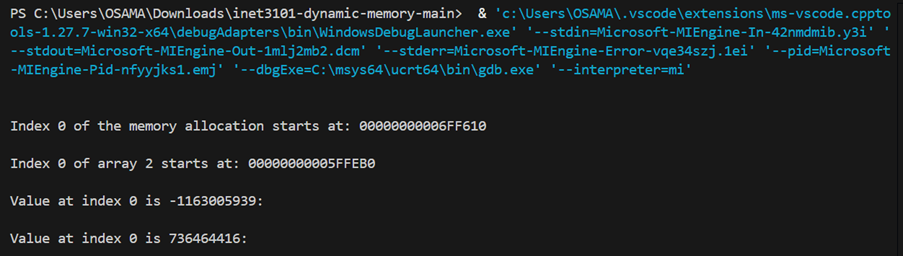 PS C:\Users\OSAMA\Downloads\inet3101-dynamic-memory-main>  & 'c:\Users\OSAMA\.vscode\extensions\ms-vscode.cppto
ols-1.27.7-win32-x64\debugAdapters\bin\WindowsDebugLauncher.exe' '--stdin=Microsoft-MIEngine-In-42nmdmib.y3i' '
--stdout=Microsoft-MIEngine-Out-1mlj2mb2.dcm' '--stderr=Microsoft-MIEngine-Error-vqe34szj.1ei' '--pid=Microsoft
-MIEngine-Pid-nfyyjks1.emj' '--dbgExe=C:\msys64\ucrt64\bin\gdb.exe' '--interpreter=mi'
Index 0 of the memory allocation starts at: 00000000006FF610
Index 0 of array 2 starts at: 00000000005FFEB0
Value at index 0 is -1163005939:
Value at index 0 is 736464416: